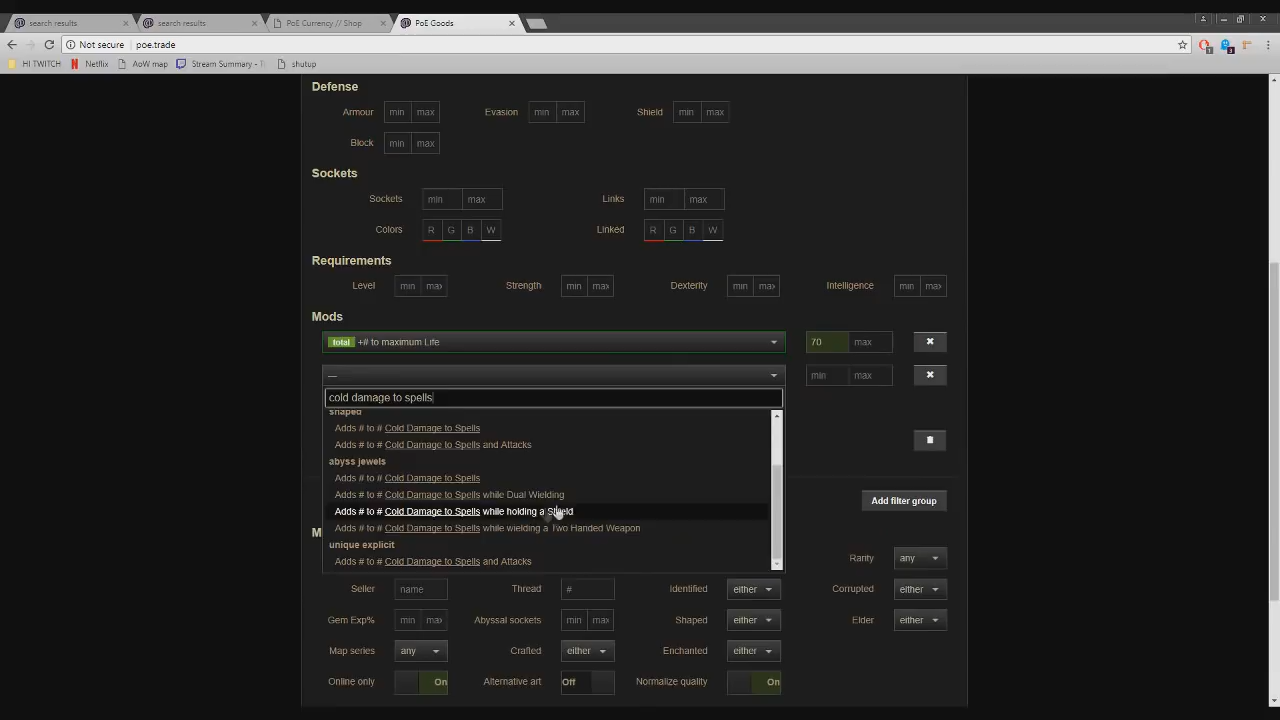 search results
search results
PoE Currency // Shop
PoE Goods
Not secure | poe.trade
HI TWITCH
Netflix
AoW map
Stream Summary - T
shutup
Defense
Armour min max Evasion min max Shield min max
Block min max
Sockets
Sockets min max Links min max
Colors R G B W Linked R G B W
Requirements
Level min max Strength min max Dexterity min max Intelligence min max
Mods
total +# to maximum Life 70 max
— min max
cold damage to spells
shaped
Adds # to # Cold Damage to Spells
Adds # to # Cold Damage to Spells and Attacks
abyss jewels
Adds # to # Cold Damage to Spells
Adds # to # Cold Damage to Spells while Dual Wielding
Adds # to # Cold Damage to Spells while holding a Shield
Adds # to # Cold Damage to Spells while wielding a Two Handed Weapon
unique explicit
Adds # to # Cold Damage to Spells and Attacks
Add filter group
M
Rarity any
Seller name Thread # Identified either Corrupted either
Gem Exp% min max Abyssal sockets min max Shaped either Elder either
Map series any Crafted either Enchanted either
Online only On Alternative art Off Normalize quality On